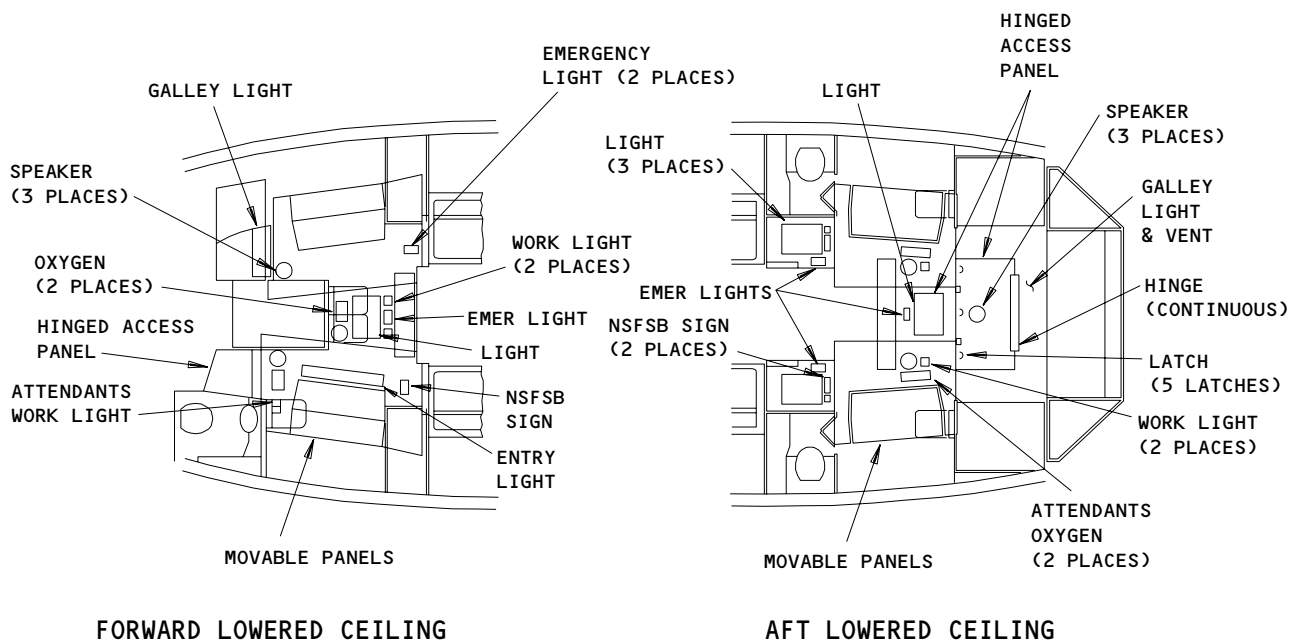 EMERGENCY
LIGHT (2 PLACES)
GALLEY LIGHT
SPEAKER
(3 PLACES)
OXYGEN
(2 PLACES)
HINGED ACCESS
PANEL
ATTENDANTS
WORK LIGHT
WORK LIGHT
(2 PLACES)
EMER LIGHT
LIGHT
NSFSB
SIGN
ENTRY
LIGHT
MOVABLE PANELS
FORWARD LOWERED CEILING
HINGED
ACCESS
PANEL
LIGHT
SPEAKER
(3 PLACES)
LIGHT
(3 PLACES)
GALLEY
LIGHT
& VENT
EMER LIGHTS
HINGE
(CONTINUOUS)
NSFSB SIGN
(2 PLACES)
LATCH
(5 LATCHES)
WORK LIGHT
(2 PLACES)
ATTENDANTS
OXYGEN
(2 PLACES)
MOVABLE PANELS
AFT LOWERED CEILING